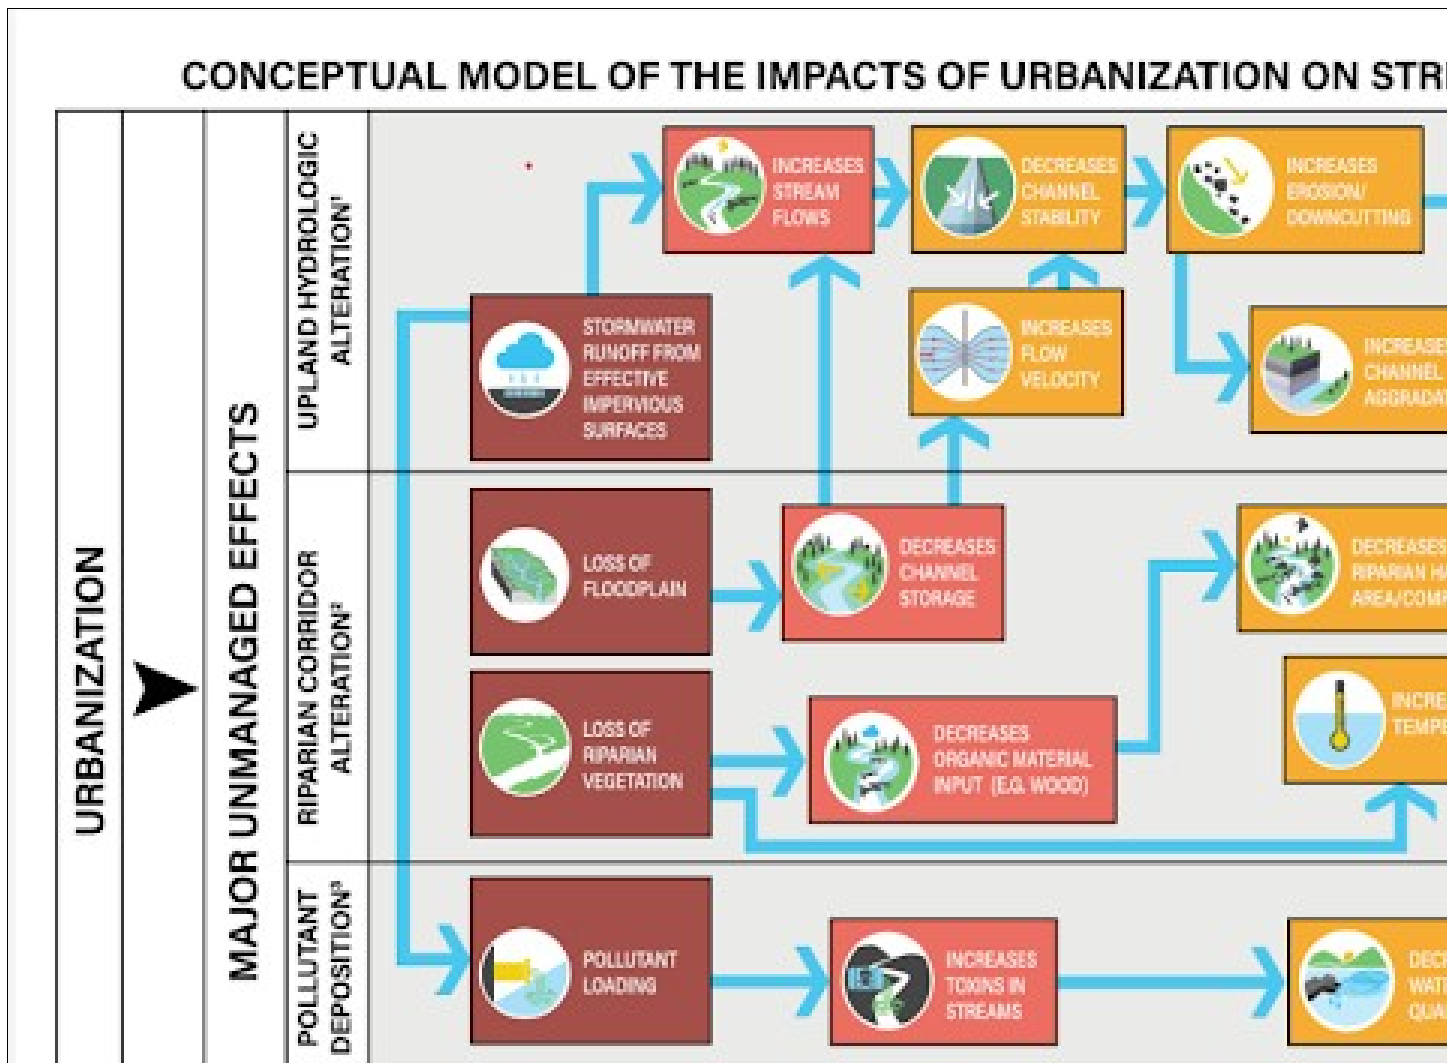 CONCEPTUAL MODEL OF THE IMPACTS OF URBANIZATION ON
URBANIZATION
MAJOR UNMANAGED EFFECTS
UPLAND HYDROLOGIC
ALTERATION¹
INCREASES
STREAM
FLOWS
DECREASES
CHANNEL
STABILITY
INCREASES
EROSION/
DOWNCUTTING
STORMWATER
RUNOFF FROM
EFFECTIVE
IMPERVIOUS
SURFACES
INCREASES
FLOW
VELOCITY
INCREASES
CHANNEL
RIPARIAN CORRIDOR
ALTERATION²
LOSS OF
FLOODPLAIN
DECREASES
CHANNEL
STORAGE
DECREASES
RIPARIAN
LOSS OF
RIPARIAN
VEGETATION
DECREASES
ORGANIC MATERIAL
INPUT (E.G. WOOD)
POLLUTANT
DEPOSITION³
POLLUTANT
LOADING
INCREASES
TOXINS IN
STREAMS